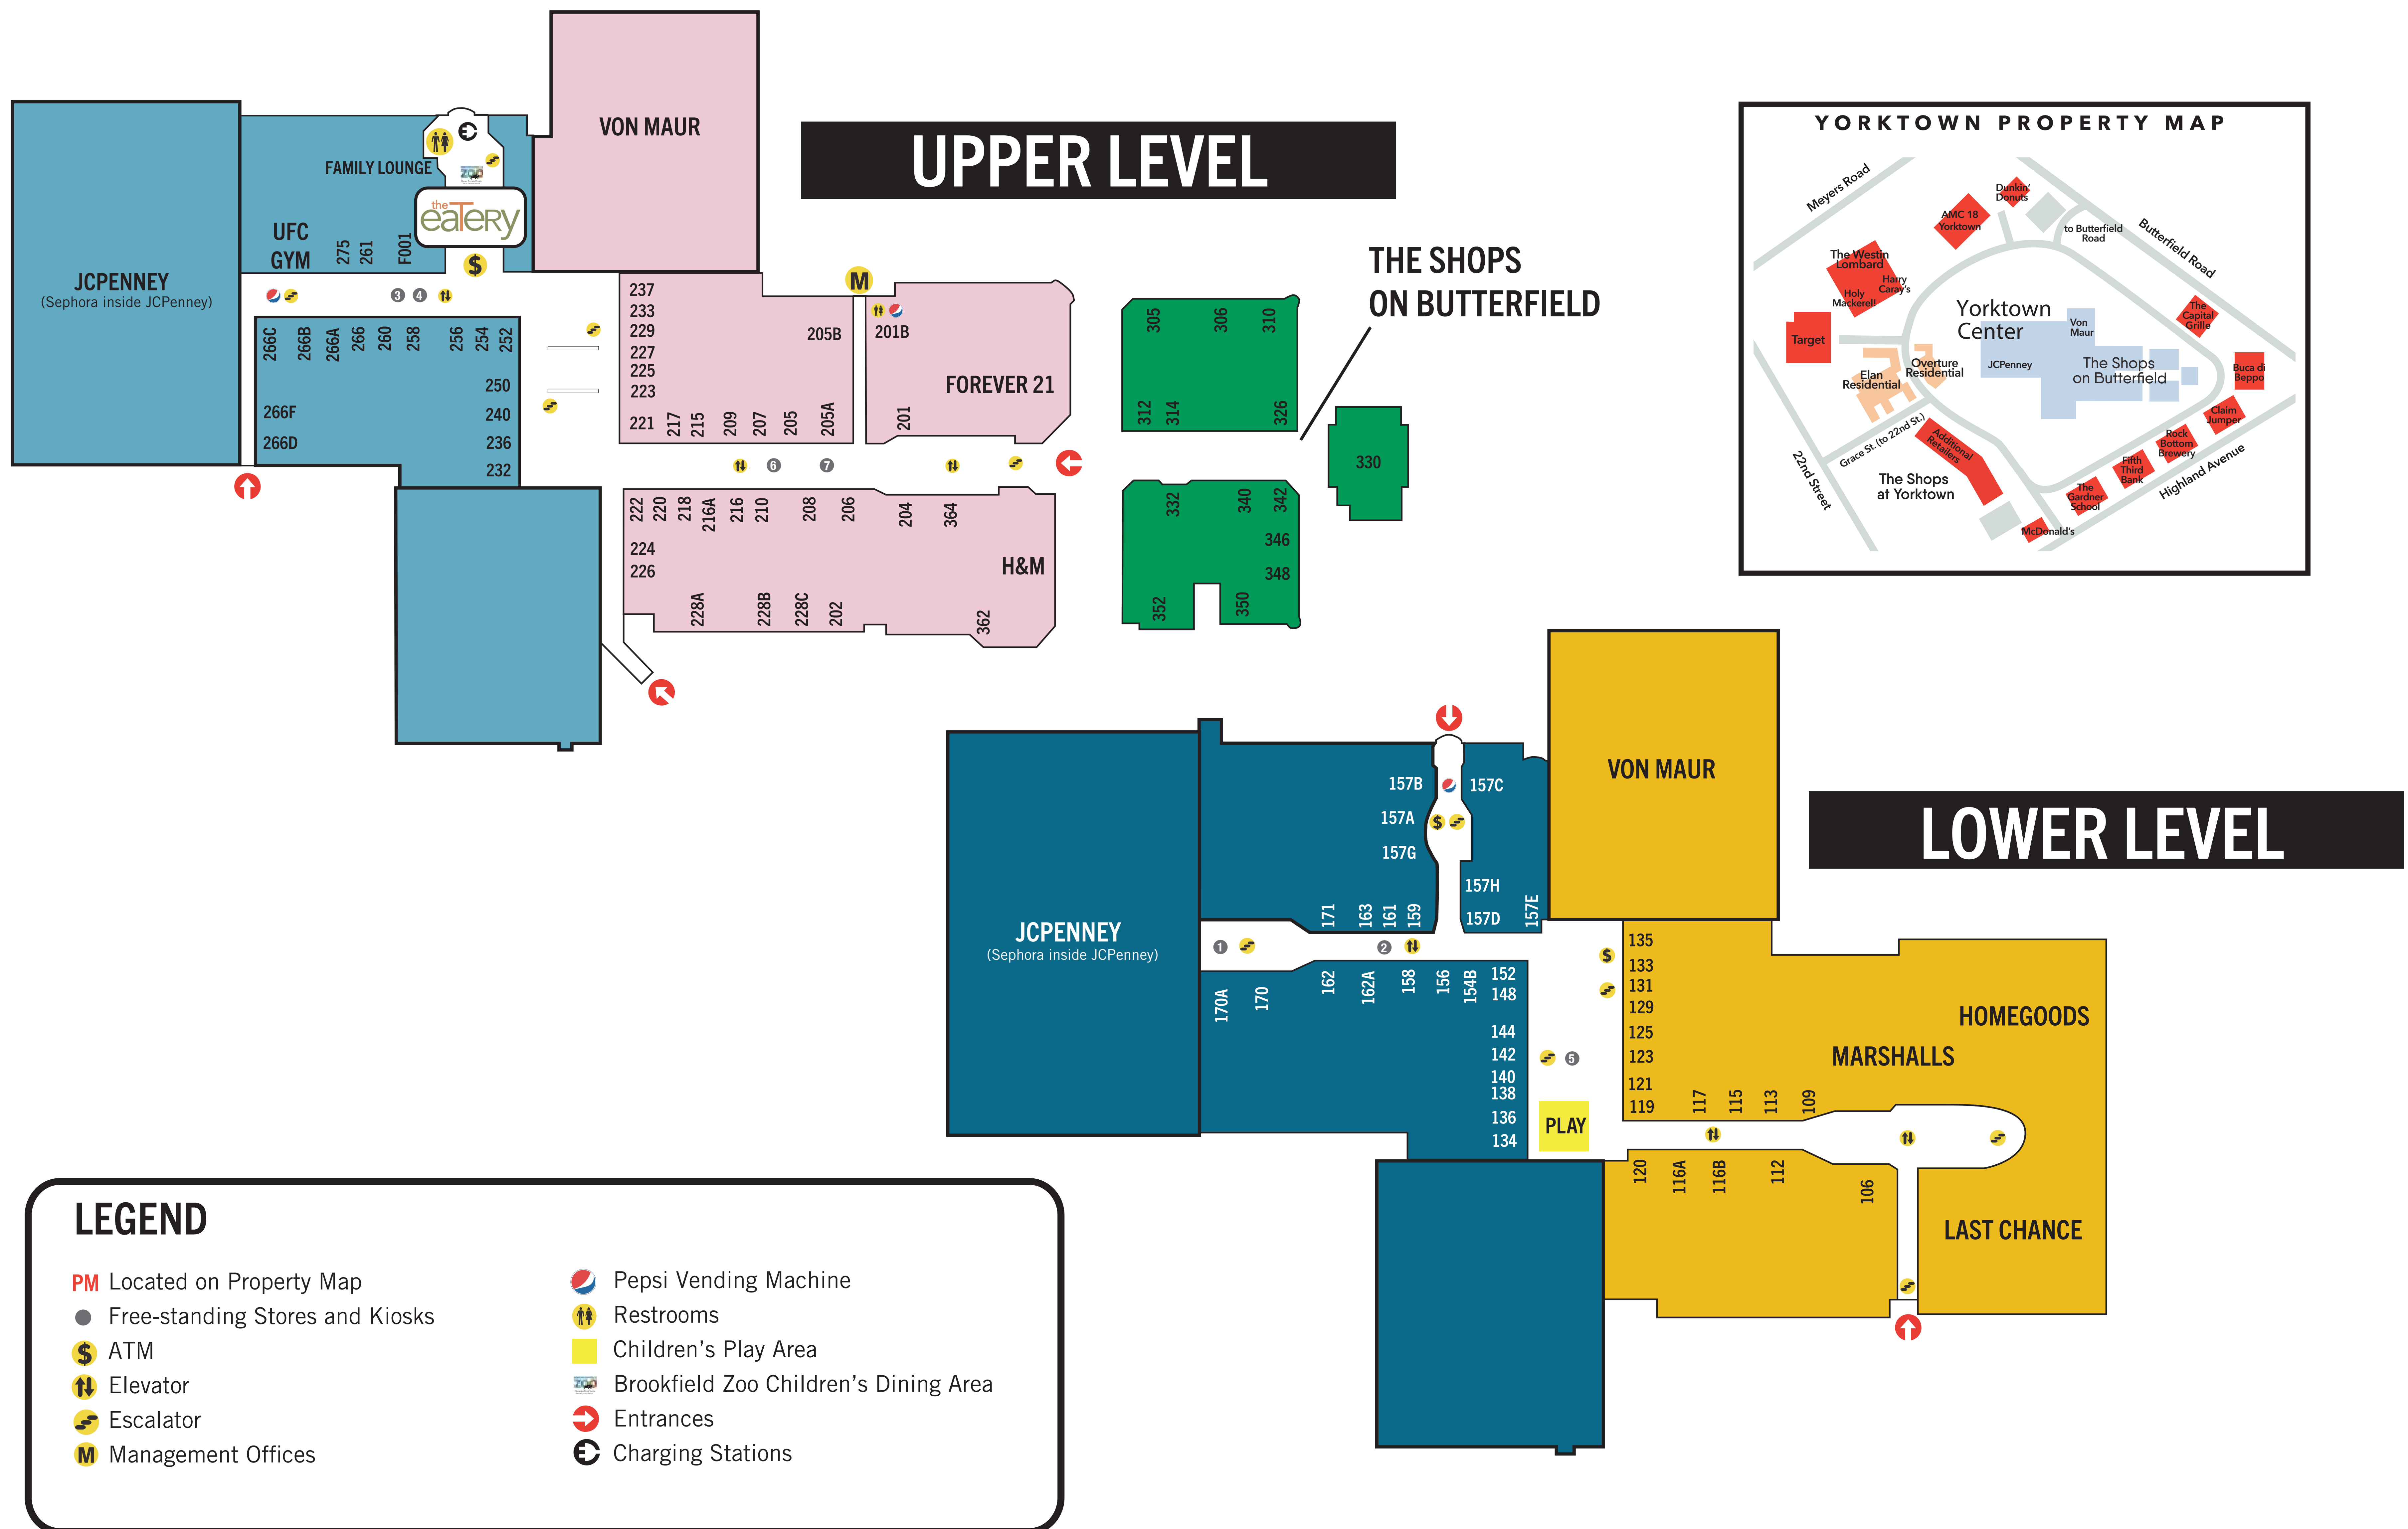 UPPER LEVEL
VON MAUR
JCPENNEY
(Sephora inside JCPenney)
FAMILY LOUNGE
ZOO
the
eaTERY
UFC
GYM
275
261
F001
$
3
4
266C
266B
266A
266
260
258
256
254
252
250
240
236
232
266F
266D
237
233
229
227
225
223
221
217
215
209
207
205
205A
205B
M
201B
FOREVER 21
201
6
7
222
220
218
216A
216
210
208
206
204
364
224
226
H&M
228A
228B
228C
202
362
THE SHOPS
ON BUTTERFIELD
305
306
310
312
314
326
330
332
340
342
346
348
352
350
YORKTOWN PROPERTY MAP
Meyers Road
Dunkin'
Donuts
AMC 18
Yorktown
to Butterfield
Road
Butterfield Road
The Westin
Lombard
Harry
Caray's
Holy
Mackerel!
Target
Yorktown
Center
Von
Maur
JCPenney
The Shops
on Butterfield
The
Capital
Grille
Buca di
Beppo
Claim
Jumper
Rock
Bottom
Brewery
Fifth
Third
Bank
The
Gardner
School
McDonald's
Highland Avenue
Elan
Residential
Overture
Residential
Grace St. (to 22nd St.)
Additional
Retailers
22nd Street
The Shops
at Yorktown
LOWER LEVEL
VON MAUR
JCPENNEY
(Sephora inside JCPenney)
157B
157C
157A
$
157G
157H
157D
157E
171
163
161
159
1
2
170A
170
162
162A
158
156
154B
152
148
144
142
140
138
136
134
$
5
PLAY
135
133
131
129
125
123
121
119
117
115
113
109
HOMEGOODS
MARSHALLS
120
116A
116B
112
106
LAST CHANCE
LEGEND
PM Located on Property Map
Free-standing Stores and Kiosks
$ ATM
Elevator
Escalator
M Management Offices
Pepsi Vending Machine
Restrooms
Children's Play Area
ZOO Brookfield Zoo Children's Dining Area
Entrances
Charging Stations